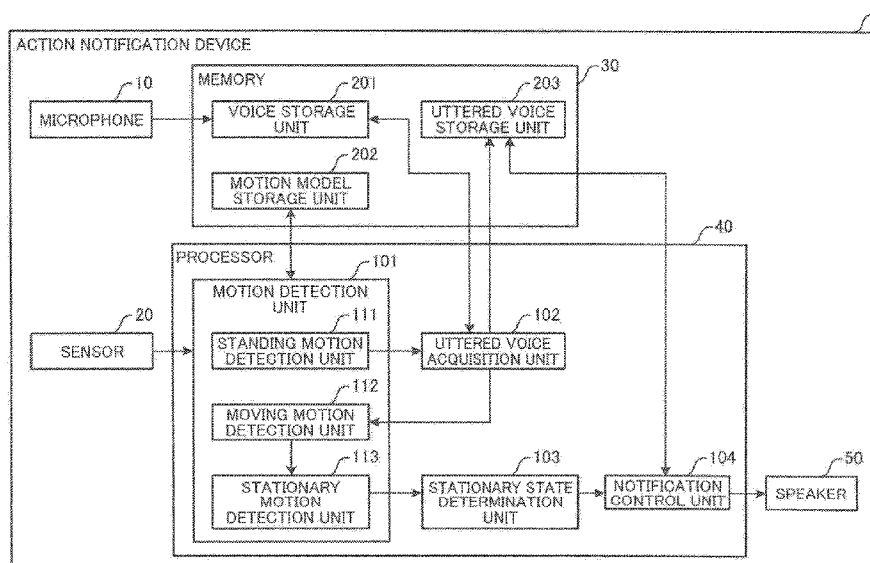 ACTION NOTIFICATION DEVICE
30
MEMORY
10
201
203
MICROPHONE
VOICE STORAGE
UNIT
UTTERED VOICE
STORAGE UNIT
202
MOTION MODEL
STORAGE UNIT
40
PROCESSOR
101
MOTION DETECTION
UNIT
20
111
102
SENSOR
STANDING MOTION
DETECTION UNIT
UTTERED VOICE
ACQUISITION UNIT
112
MOVING MOTION
DETECTION UNIT
113
103
104
50
STATIONARY
MOTION
DETECTION UNIT
STATIONARY STATE
DETERMINATION
UNIT
NOTIFICATION
CONTROL UNIT
SPEAKER